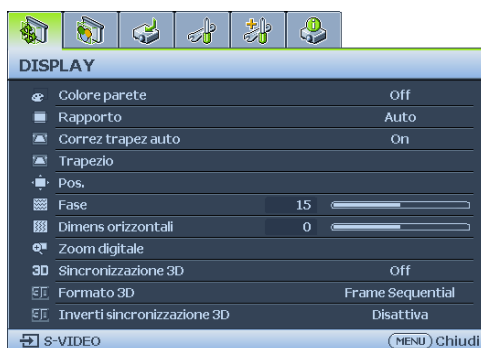 DISPLAY
Colore parete Off
Rapporto Auto
Correz trapez auto On
Trapezio
Pos.
Fase 15
Dimens orizzontali 0
Zoom digitale
3D Sincronizzazione 3D Off
Formato 3D Frame Sequential
Inverti sincronizzazione 3D Disattiva
S-VIDEO MENU Chiudi